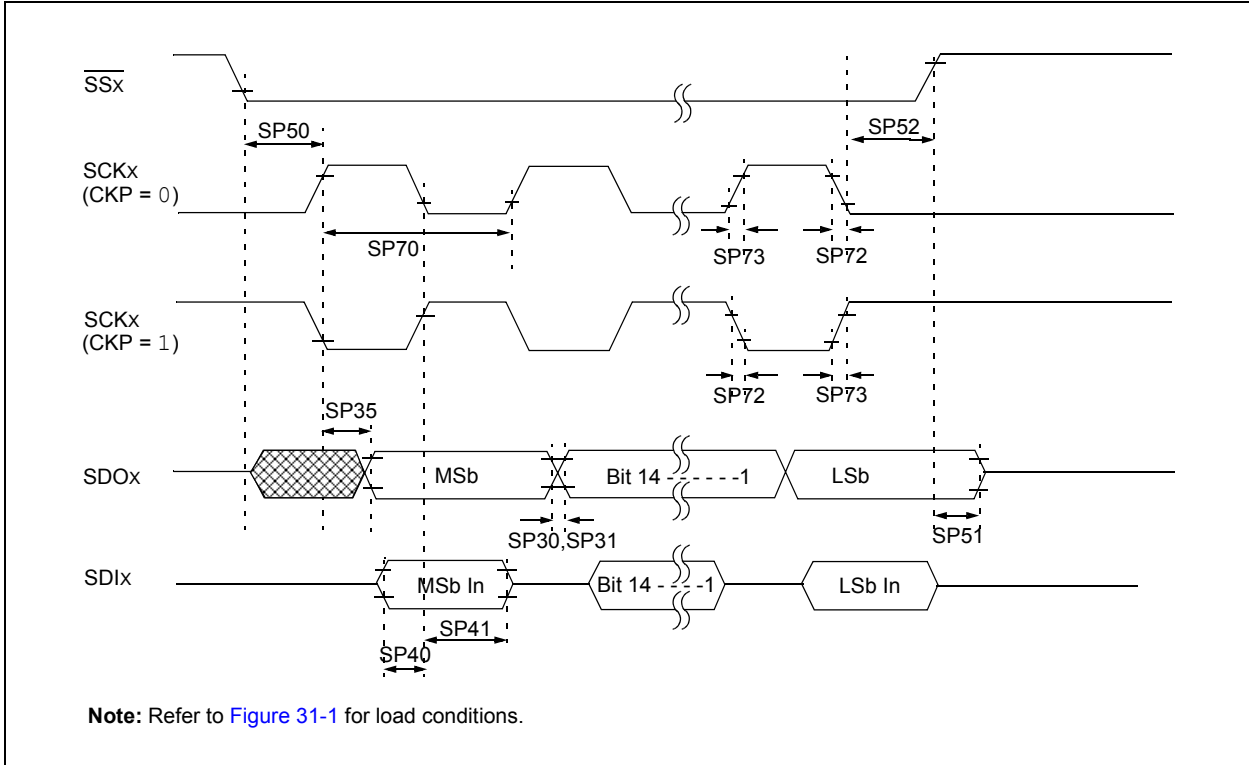 SSx
SP50
SP52
SCKx
(CKP = 0)
SP70
SP73
SP72
SCKx
(CKP = 1)
SP72
SP73
SP35
SDOx
MSb
Bit 14 - - - - - -1
LSb
SP30,SP31
SP51
SDIx
MSb In
Bit 14 - - - -1
LSb In
SP41
SP40
Note: Refer to Figure 31-1 for load conditions.